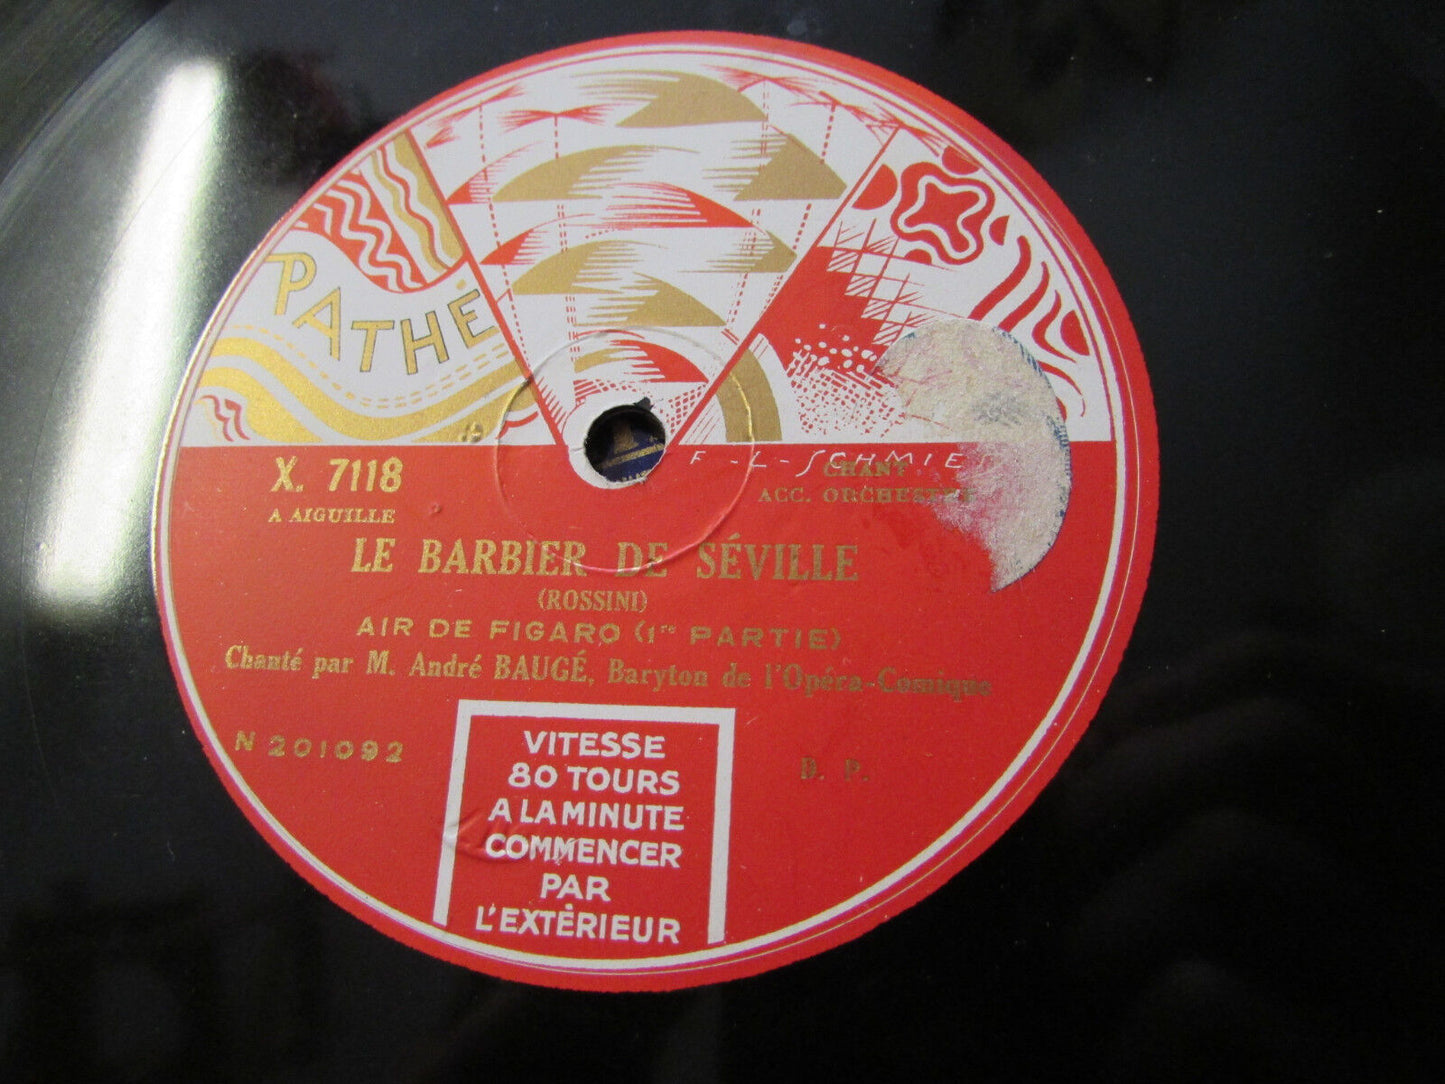 PATHÉ
F-L-SCHMIE
X. 7118
A AIGUILLE
CHANT
ACC. ORCHESTRE
LE BARBIER DE SÉVILLE
(ROSSINI)
AIR DE FIGARO (1re PARTIE)
Chanté par M. André BAUGÉ, Baryton de l'Opéra-Comique
N 201092
D. P.
VITESSE
80 TOURS
A LA MINUTE
COMMENCER
PAR
L'EXTÉRIEUR